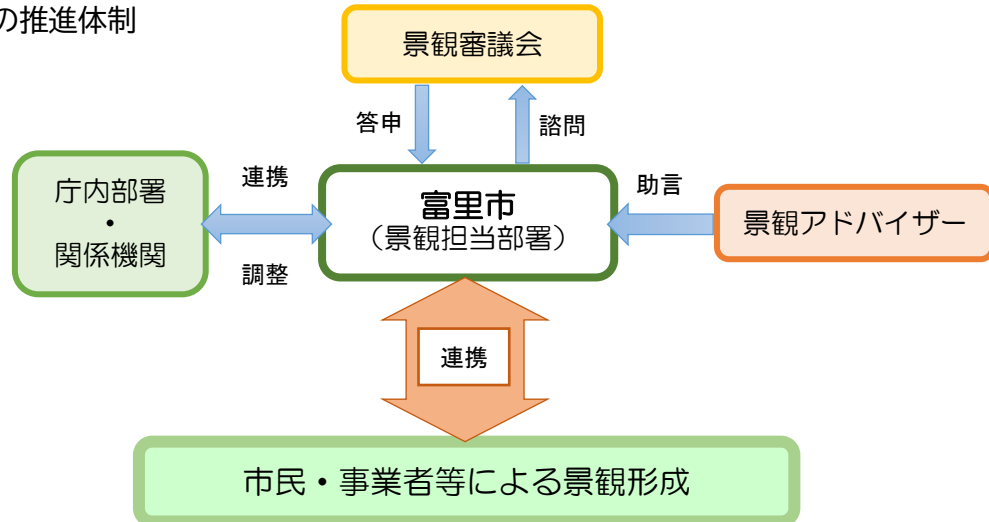 の推進体制
景観審議会
答申
諮問
庁内部署
・
関係機関
連携
調整
富里市
（景観担当部署）
助言
景観アドバイザー
連携
市民・事業者等による景観形成